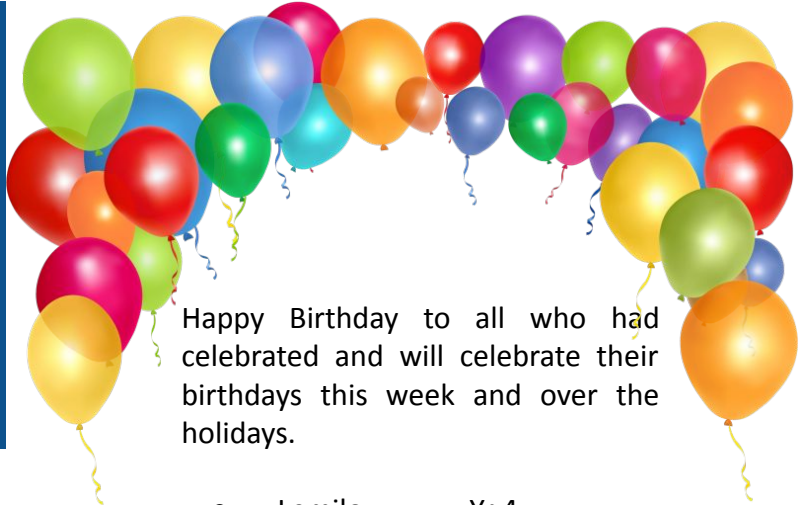 Happy Birthday to all who had
celebrated and will celebrate their
birthdays this week and over the
holidays.